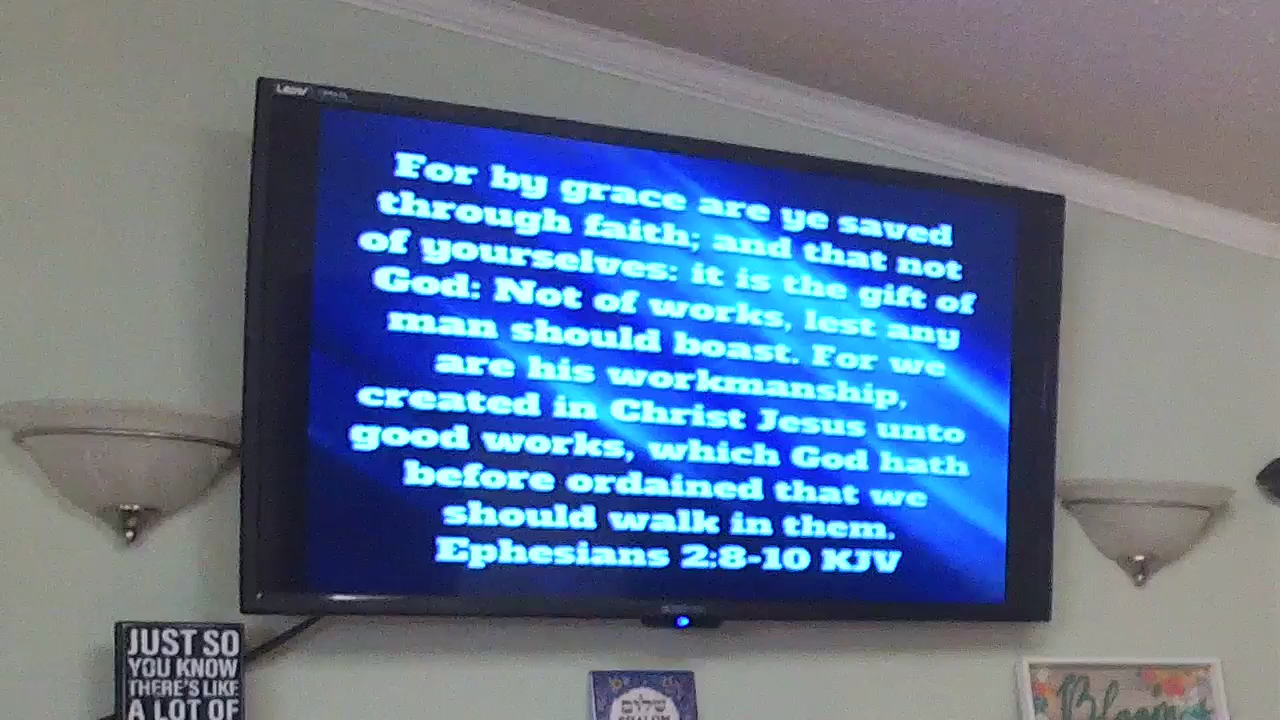 For by grace are ye saved
through faith; and that not
of yourselves: it is the gift of
God: Not of works, lest any
man should boast. For we
are his workmanship,
created in Christ Jesus unto
good works, which God hath
before ordained that we
should walk in them.
Ephesians 2:8-10 KJV
JUST SO
YOU KNOW
THERE'S LIKE
A LOT OF
שלום
SHALOM